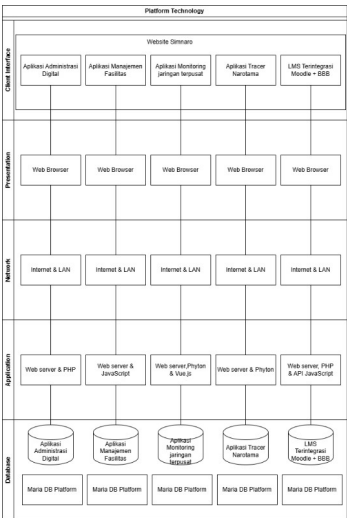 Platform Technology
Client Interface
Website Simnaro
Aplikasi Administrasi
Digital
Aplikasi Manajemen
Fasilitas
Aplikasi Monitoring
jaringan terpusat
Aplikasi Tracer
Narotama
LMS Terintegrasi
Moodle + BBB
Presentation
Web Browser
Web Browser
Web Browser
Web Browser
Web Browser
Network
Internet & LAN
Internet & LAN
Internet & LAN
Internet & LAN
Internet & LAN
Application
Web server & PHP
Web server &
JavaScript
Web server,Phyton
& Vue.js
Web server & Phyton
Web server, PHP
& API JavaScript
Database
Aplikasi
Administrasi
Digital
Aplikasi
Manajemen
Fasilitas
Aplikasi
Monitoring
jaringan
terpusat
Aplikasi Tracer
Narotama
LMS
Terintegrasi
Moodle + BBB
Maria DB Platform
Maria DB Platform
Maria DB Platform
Maria DB Platform
Maria DB Platform